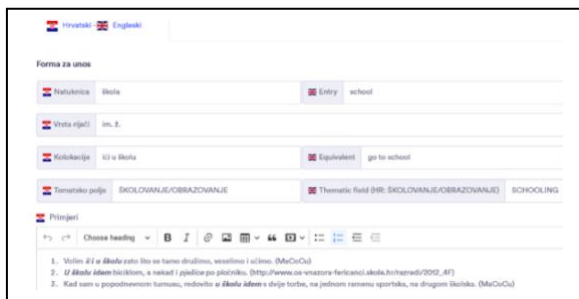 Hrvatski - Engleski
Forma za unos
Natuknica škola Entry school
Vrsta riječi im. ž.
Kolokacije ići u školu Equivalent go to school
Tematsko polje ŠKOLOVANJE/OBRAZOVANJE Thematic field (HR: ŠKOLOVANJE/OBRAZOVANJE) SCHOOLING
Primjeri
Choose heading B I
1. Volim ići u školu zato što se tamo družimo, veselimo i učimo. (MaCoCu)
2. U školu idem biciklom, a nekad i pješice po pločniku. (http://www.os-vnazora-fericanci.skole.hr/razredi/2012_4F)
3. Kad sam u popodnevnom turnusu, redovito u školu idem s dvije torbe, na jednom ramenu sportska, na drugom školska. (MaCoCu)